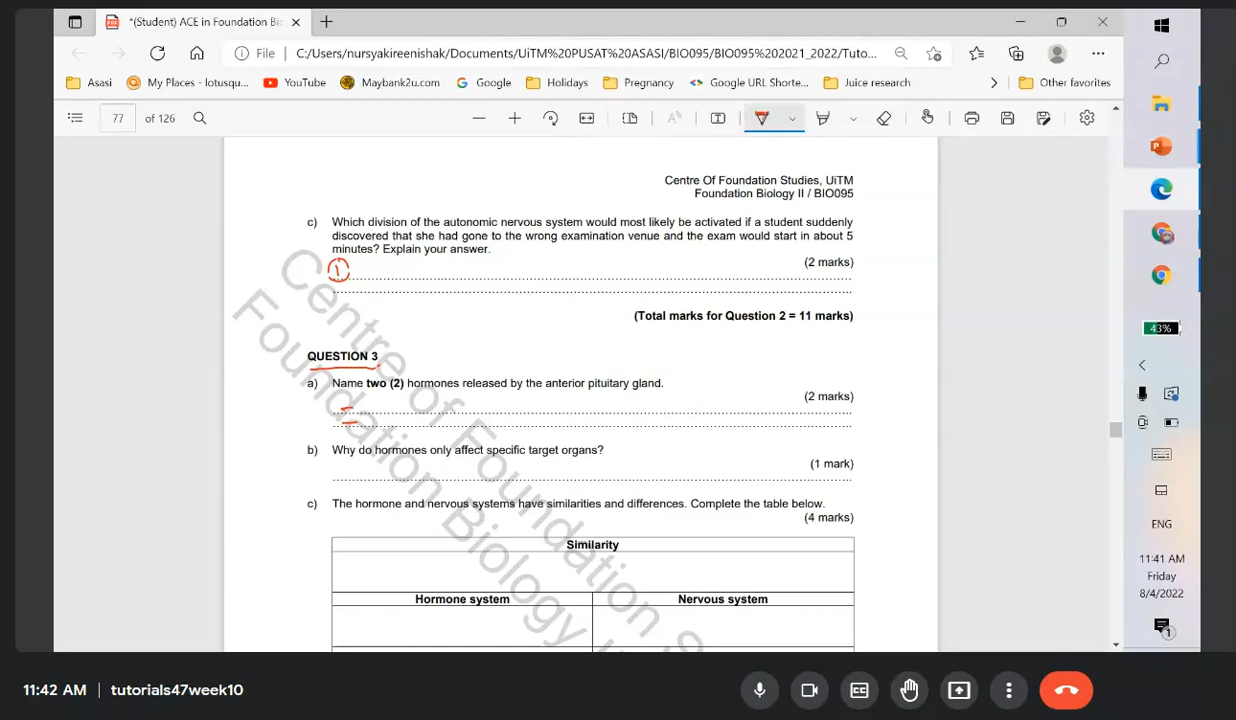 *(Student) ACE in Foundation Bi
File C:/Users/nursyakireenishak/Documents/UiTM%20PUSAT%20ASASI/BIO095/BIO095%202021_2022/Tuto...
Asasi My Places - lotusqu... YouTube Maybank2u.com Google Holidays Pregnancy Google URL Shorte... Juice research Other favorites
77 of 126
Centre Of Foundation Studies, UiTM
Foundation Biology II / BIO095
c) Which division of the autonomic nervous system would most likely be activated if a student suddenly
discovered that she had gone to the wrong examination venue and the exam would start in about 5
minutes? Explain your answer.
(2 marks)
1
(Total marks for Question 2 = 11 marks)
QUESTION 3
a) Name two (2) hormones released by the anterior pituitary gland.
(2 marks)
b) Why do hormones only affect specific target organs?
(1 mark)
c) The hormone and nervous systems have similarities and differences. Complete the table below.
(4 marks)
Similarity
Hormone system Nervous system
Centre of Foundation S
Foundation Biology
43%
ENG
11:41 AM
Friday
8/4/2022
1
11:42 AM | tutorials47week10